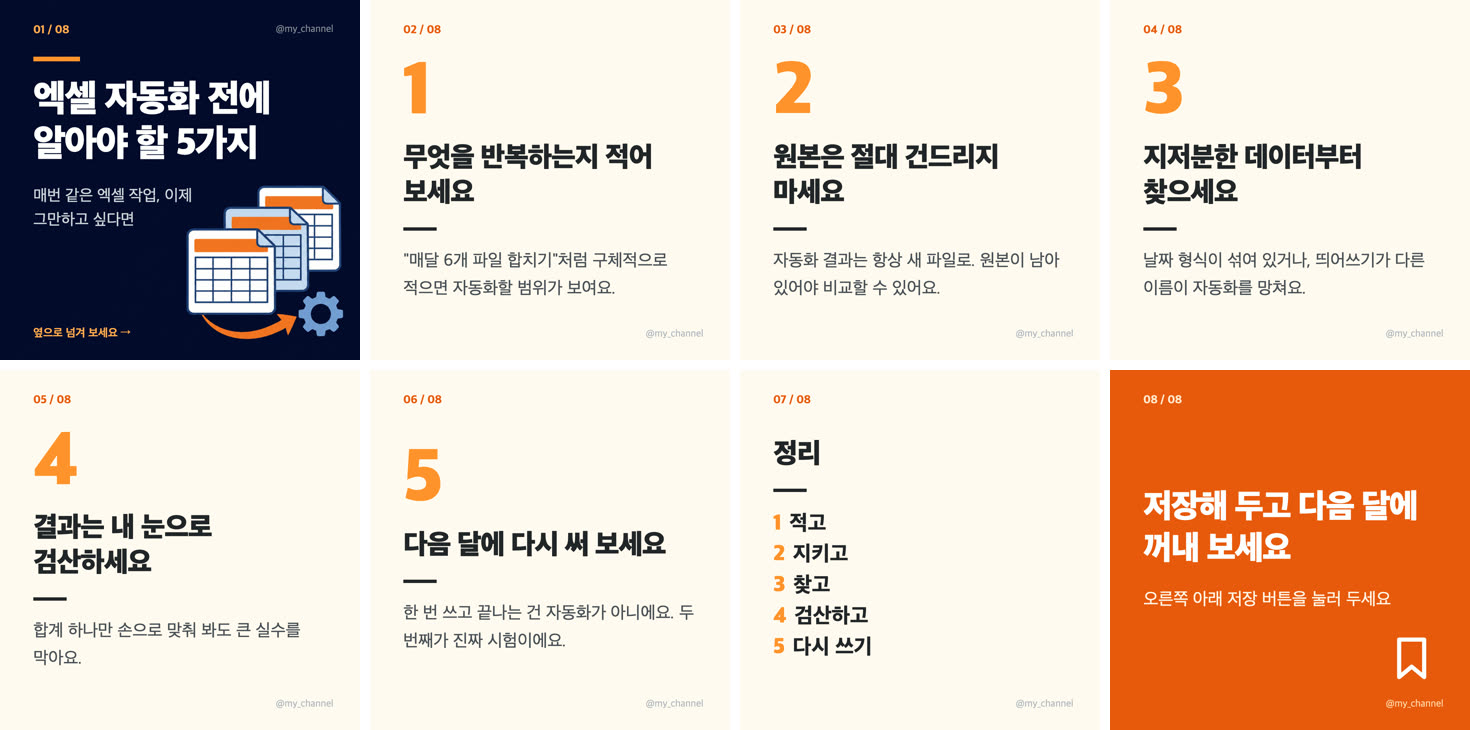 01 / 08
@my_channel
엑셀 자동화 전에
알아야 할 5가지
매번 같은 엑셀 작업, 이제
그만하고 싶다면
옆으로 넘겨 보세요 →
02 / 08
1
무엇을 반복하는지 적어
보세요
"매달 6개 파일 합치기"처럼 구체적으로
적으면 자동화할 범위가 보여요.
@my_channel
03 / 08
2
원본은 절대 건드리지
마세요
자동화 결과는 항상 새 파일로. 원본이 남아
있어야 비교할 수 있어요.
@my_channel
04 / 08
3
지저분한 데이터부터
찾으세요
날짜 형식이 섞여 있거나, 띄어쓰기가 다른
이름이 자동화를 망쳐요.
@my_channel
05 / 08
4
결과는 내 눈으로
검산하세요
합계 하나만 손으로 맞춰 봐도 큰 실수를
막아요.
@my_channel
06 / 08
5
다음 달에 다시 써 보세요
한 번 쓰고 끝나는 건 자동화가 아니에요. 두
번째가 진짜 시험이에요.
@my_channel
07 / 08
정리
1 적고
2 지키고
3 찾고
4 검산하고
5 다시 쓰기
@my_channel
08 / 08
저장해 두고 다음 달에
꺼내 보세요
오른쪽 아래 저장 버튼을 눌러 두세요
@my_channel